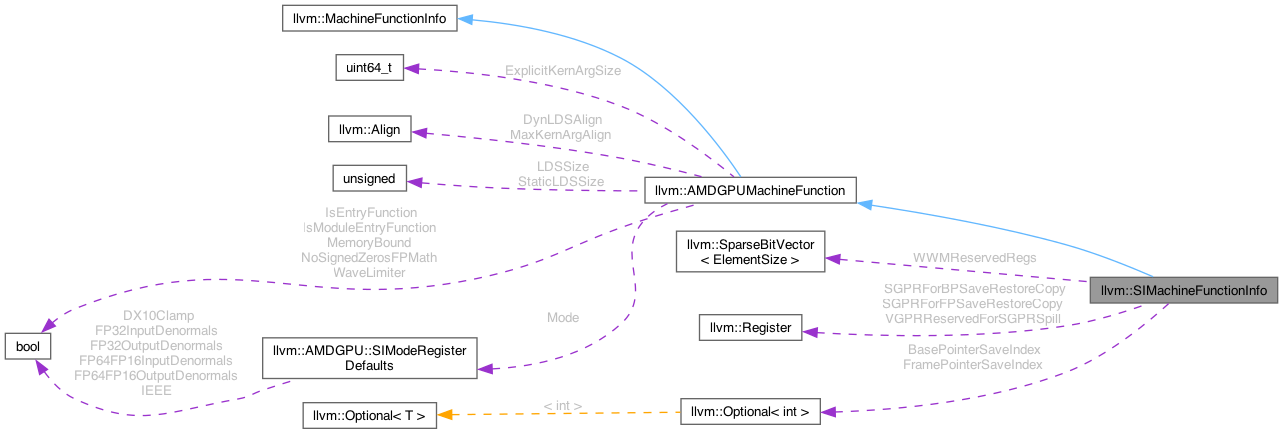 llvm::MachineFunctionInfo
uint64_t
ExplicitKernArgSize
llvm::Align
DynLDSAlign
MaxKernArgAlign
unsigned
LDSSize
StaticLDSSize
llvm::AMDGPUMachineFunction
IsEntryFunction
IsModuleEntryFunction
MemoryBound
NoSignedZerosFPMath
WaveLimiter
llvm::SparseBitVector
< ElementSize >
WWMReservedRegs
llvm::SIMachineFunctionInfo
SGPRForBPSaveRestoreCopy
SGPRForFPSaveRestoreCopy
VGPRReservedForSGPRSpill
llvm::Register
Mode
bool
DX10Clamp
FP32InputDenormals
FP32OutputDenormals
FP64FP16InputDenormals
FP64FP16OutputDenormals
IEEE
llvm::AMDGPU::SIModeRegister
Defaults
BasePointerSaveIndex
FramePointerSaveIndex
llvm::Optional< T >
< int >
llvm::Optional< int >